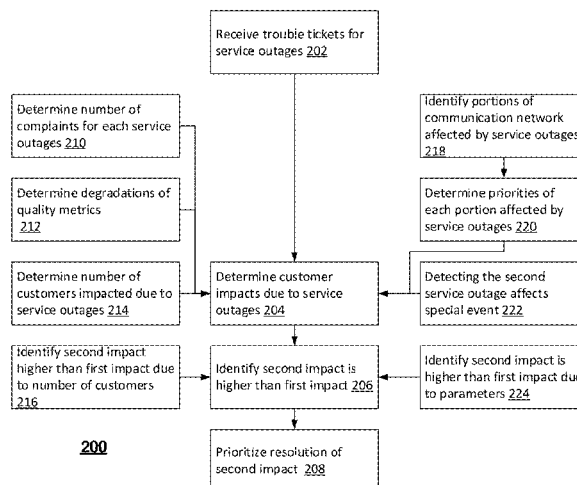 Receive trouble tickets for
service outages 202
Determine number of
complaints for each service
outages 210
Identify portions of
communication network
affected by service outages
218
Determine degradations of
quality metrics
212
Determine priorities of
each portion affected by
service outages 220
Determine number of
customers impacted due to
service outages 214
Determine customer
impacts due to service
outages 204
Detecting the second
service outage affects
special event 222
Identify second impact
higher than first impact due
to number of customers
216
Identify second impact is
higher than first impact 206
Identify second impact is
higher than first impact due
to parameters 224
200
Prioritize resolution of
second impact 208